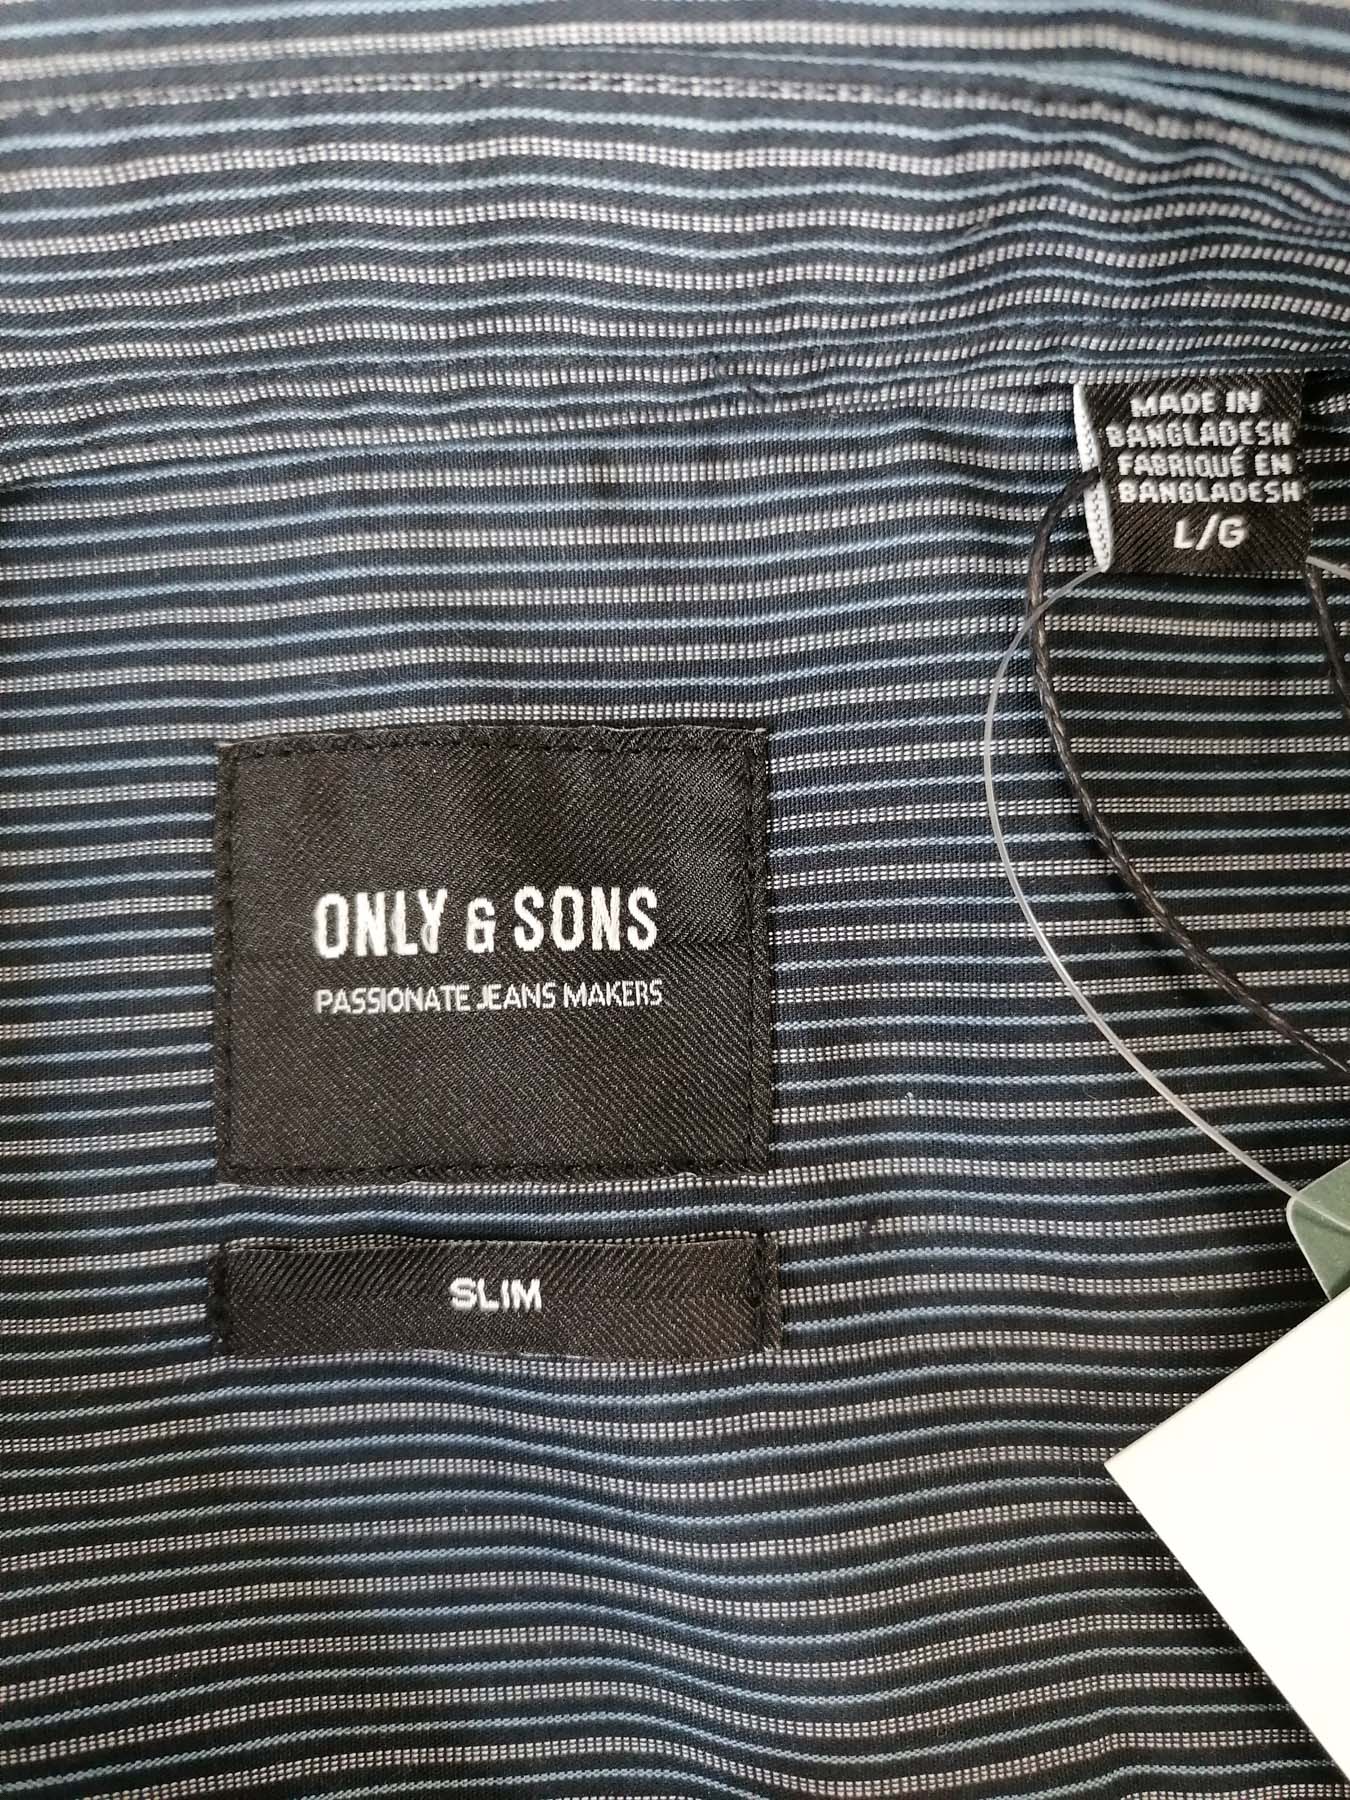 MADE IN
BANGLADESH
FABRIQUÉ EN
BANGLADESH
L/G
ONLY & SONS
PASSIONATE JEANS MAKERS
SLIM